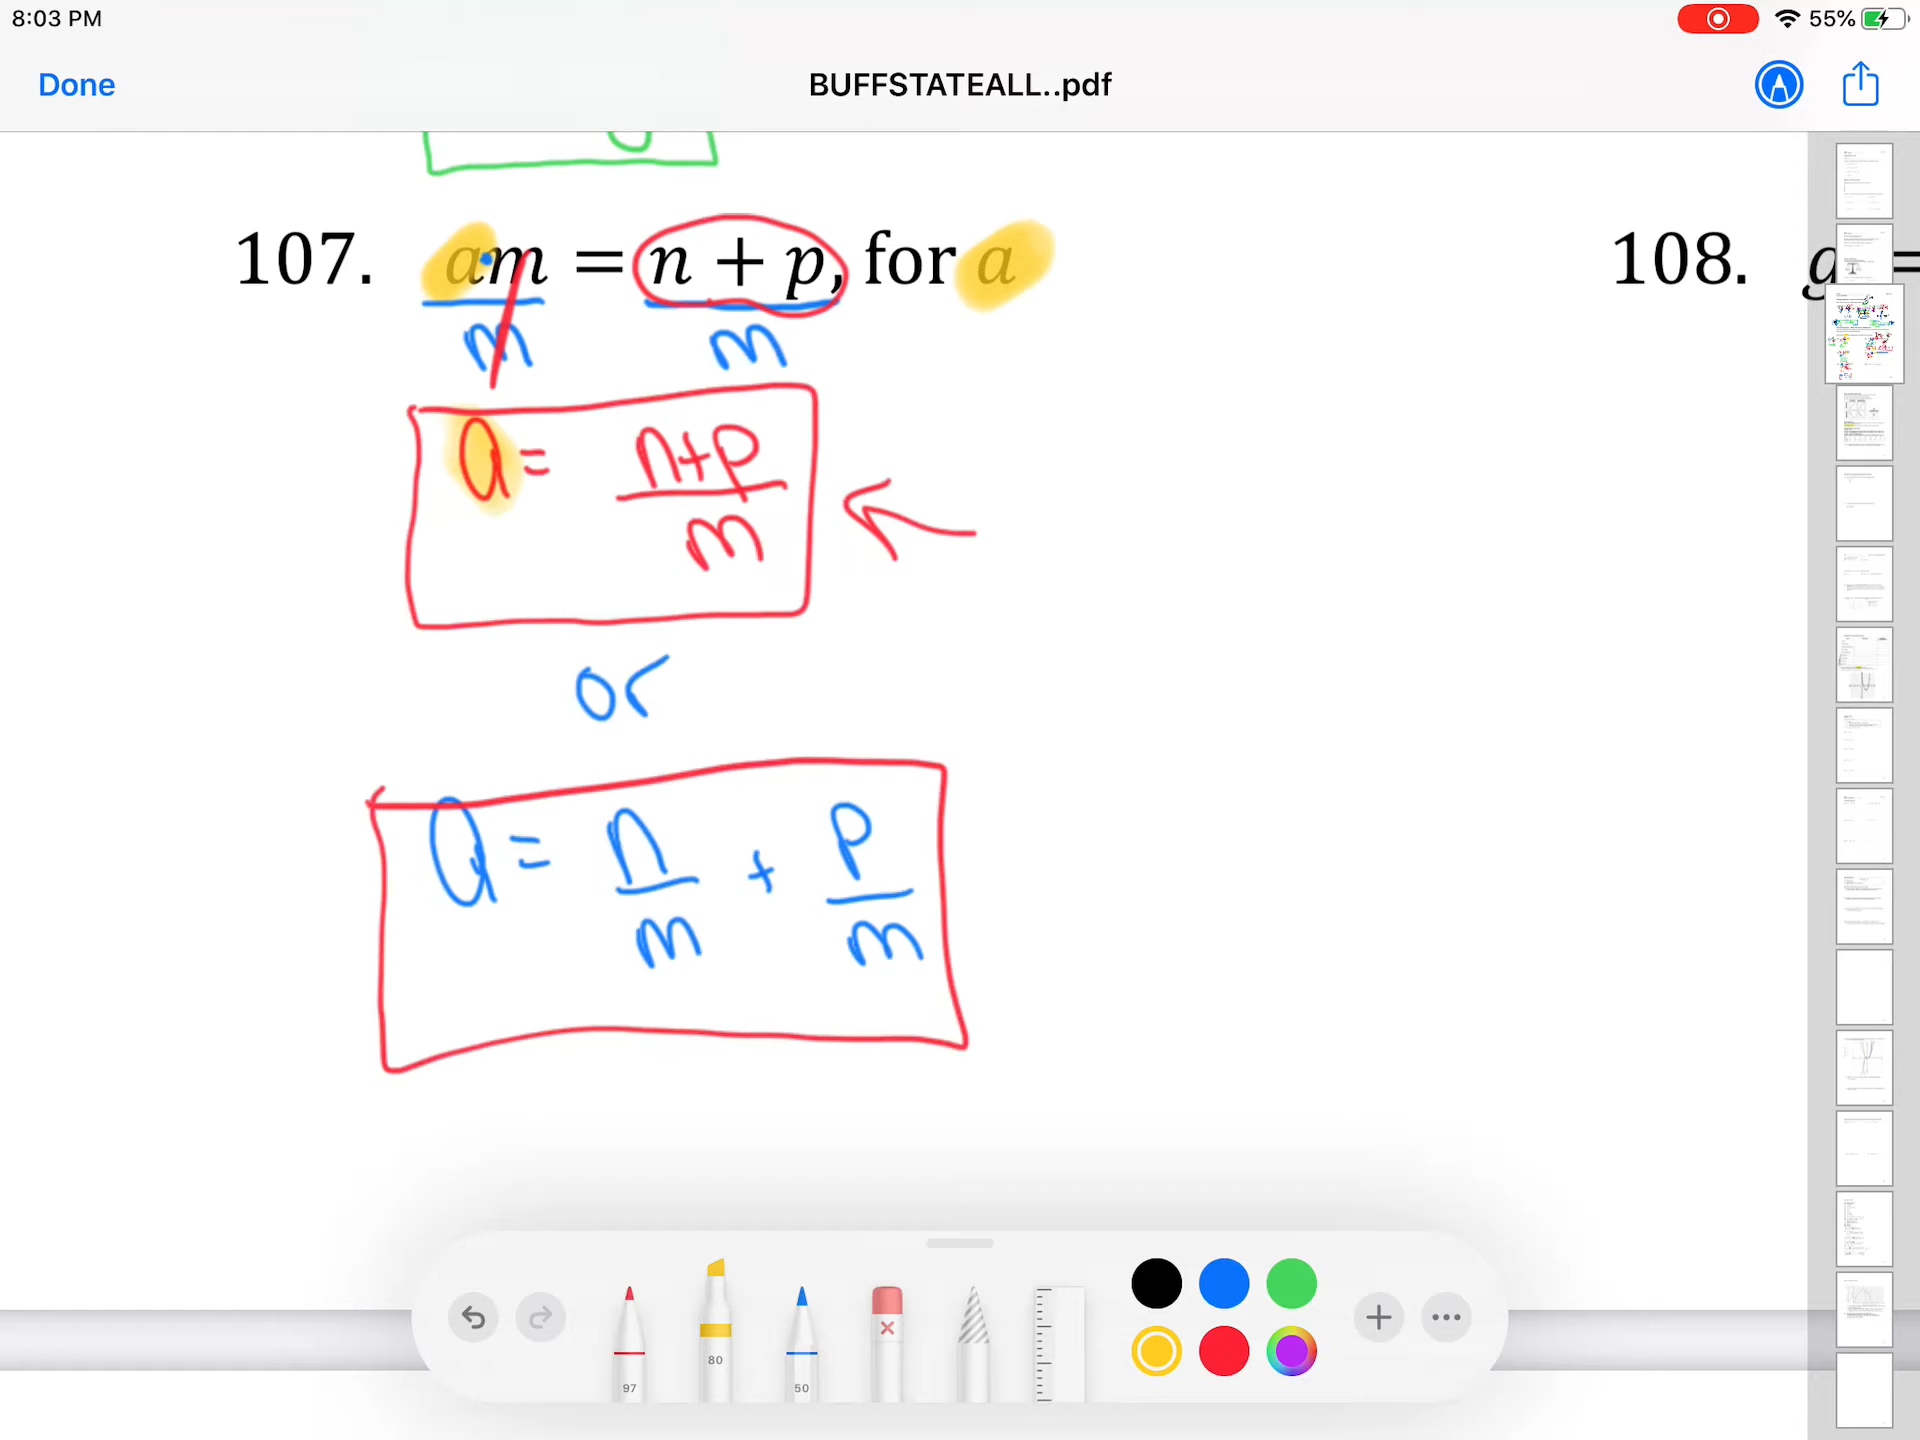 8:03 PM
55%
Done
BUFFSTATEALL..pdf
107. am = n + p, for a
m m
108. g =
a = n+p
m
or
a = n + p
m m
97
80
50